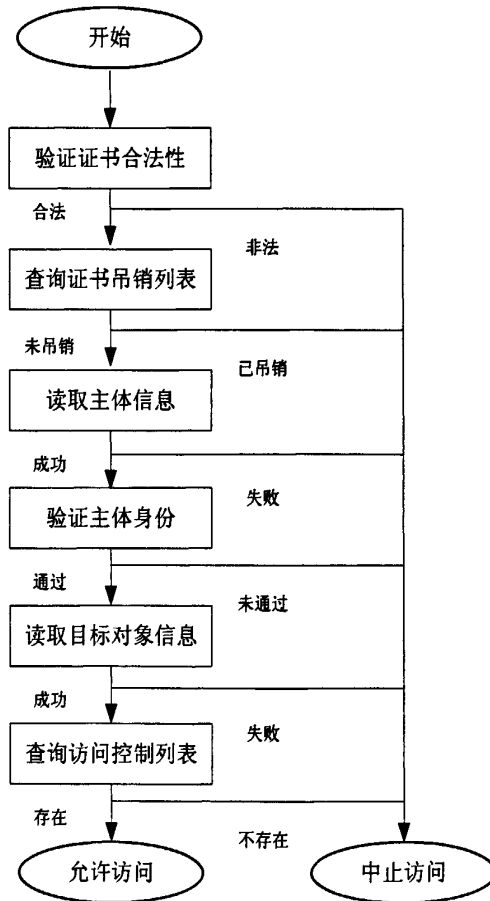 开始
验证证书合法性
合法
非法
查询证书吊销列表
未吊销
已吊销
读取主体信息
成功
失败
验证主体身份
通过
未通过
读取目标对象信息
成功
失败
查询访问控制列表
存在
不存在
允许访问
中止访问